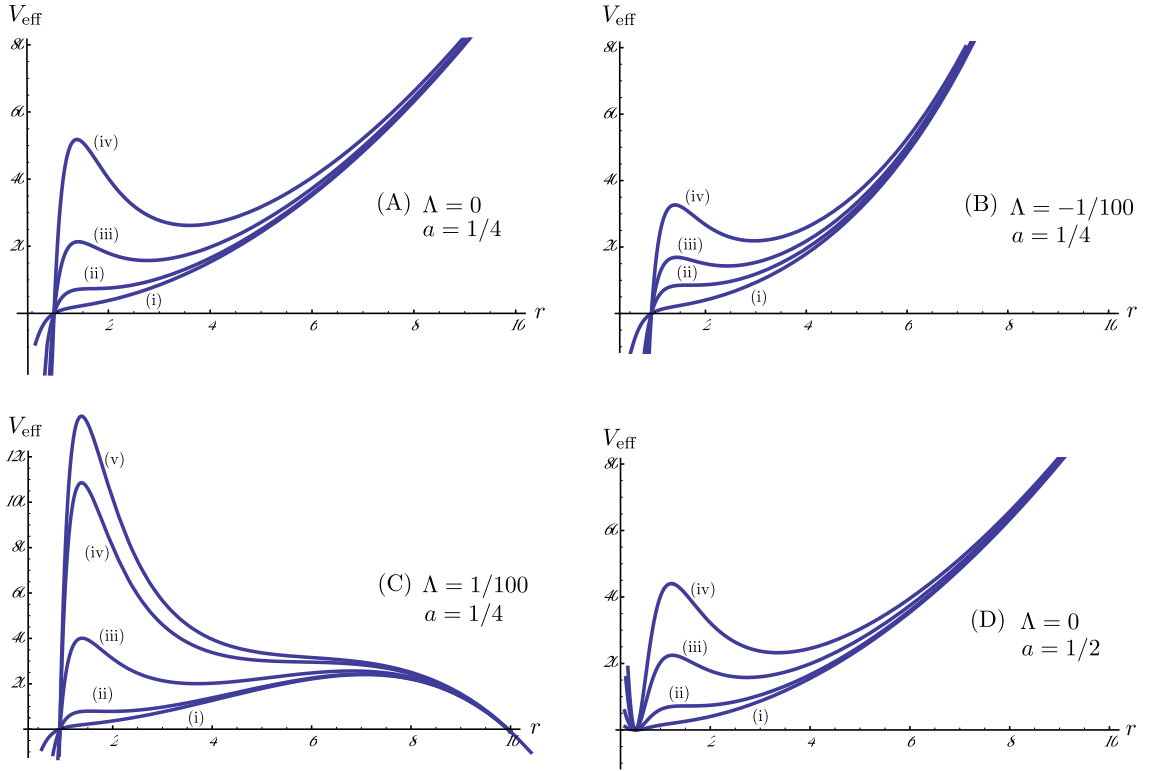 V_eff
80
60
40
20
(iv)
(iii)
(ii)
(i)
(A) Λ = 0
a = 1/4
2 4 6 8 10 r
V_eff
80
60
40
20
(iv)
(iii)
(ii)
(i)
(B) Λ = −1/100
a = 1/4
2 4 6 8 10 r
V_eff
120
100
80
60
40
20
(v)
(iv)
(iii)
(ii)
(i)
(C) Λ = 1/100
a = 1/4
2 4 6 8 10 r
V_eff
80
60
40
20
(iv)
(iii)
(ii)
(i)
(D) Λ = 0
a = 1/2
2 4 6 8 10 r